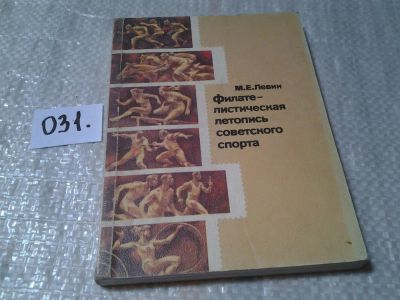 031.
М.Е.Левин
Филате-
листическая
летопись
советского
спорта